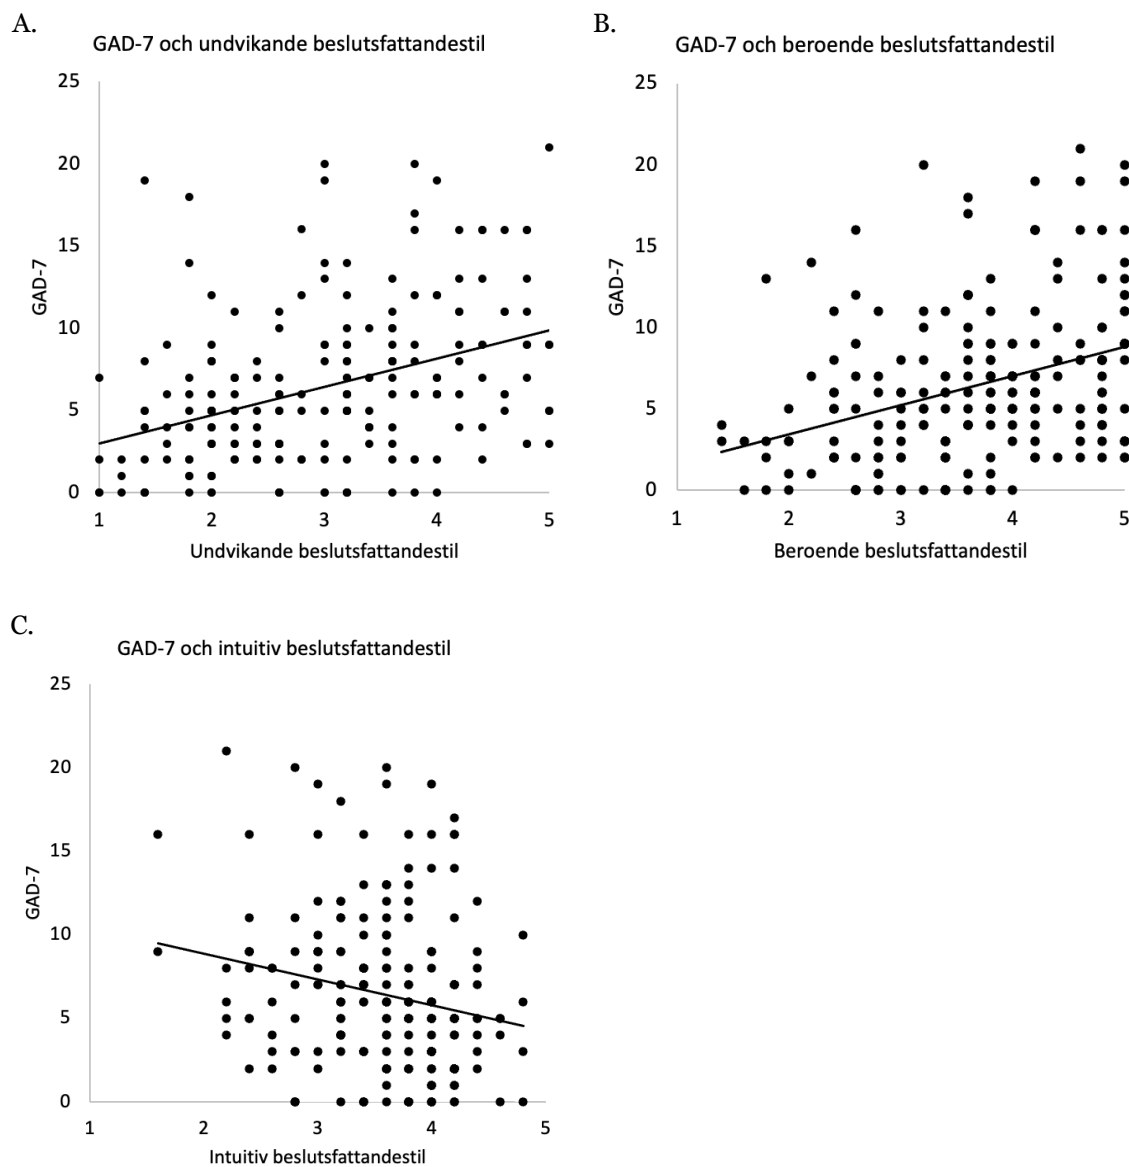 A.
GAD-7 och undvikande beslutsfattandestil
25
20
15
10
5
0
GAD-7
1 2 3 4 5
Undvikande beslutsfattandestil
B.
GAD-7 och beroende beslutsfattandestil
25
20
15
10
5
0
GAD-7
1 2 3 4 5
Beroende beslutsfattandestil
C.
GAD-7 och intuitiv beslutsfattandestil
25
20
15
10
5
0
GAD-7
1 2 3 4 5
Intuitiv beslutsfattandestil